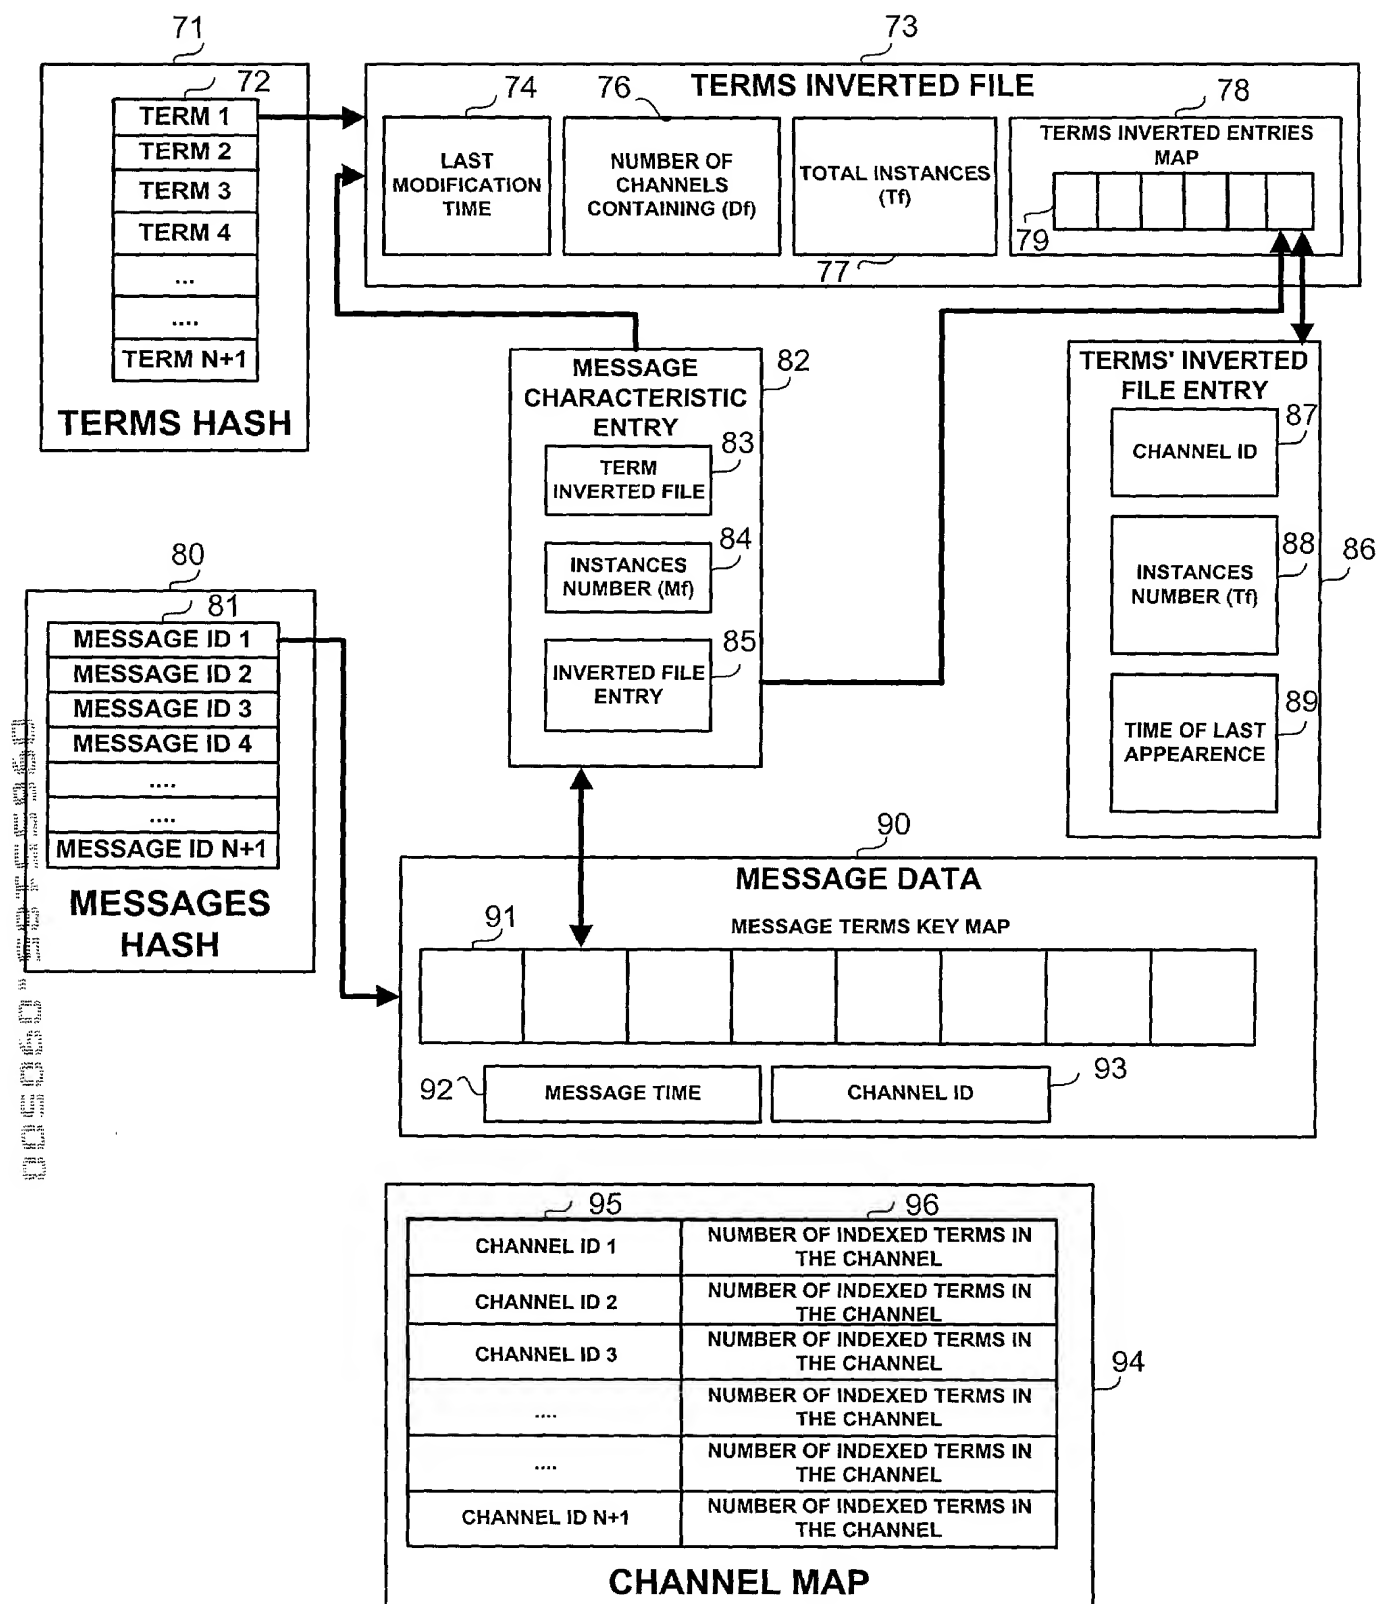 71
72
TERM 1
TERM 2
TERM 3
TERM 4
...
....
TERM N+1
TERMS HASH
73
TERMS INVERTED FILE
74
LAST
MODIFICATION
TIME
76
NUMBER OF
CHANNELS
CONTAINING (Df)
TOTAL INSTANCES
(Tf)
77
78
TERMS INVERTED ENTRIES
MAP
79
82
MESSAGE
CHARACTERISTIC
ENTRY
83
TERM
INVERTED FILE
84
INSTANCES
NUMBER (Mf)
85
INVERTED FILE
ENTRY
TERMS' INVERTED
FILE ENTRY
87
CHANNEL ID
88
INSTANCES
NUMBER (Tf)
86
89
TIME OF LAST
APPEARENCE
80
81
MESSAGE ID 1
MESSAGE ID 2
MESSAGE ID 3
MESSAGE ID 4
....
....
MESSAGE ID N+1
MESSAGES
HASH
90
MESSAGE DATA
MESSAGE TERMS KEY MAP
91
92
MESSAGE TIME
CHANNEL ID
93
95
96
CHANNEL ID 1
NUMBER OF INDEXED TERMS IN
THE CHANNEL
CHANNEL ID 2
NUMBER OF INDEXED TERMS IN
THE CHANNEL
CHANNEL ID 3
NUMBER OF INDEXED TERMS IN
THE CHANNEL
....
NUMBER OF INDEXED TERMS IN
THE CHANNEL
....
NUMBER OF INDEXED TERMS IN
THE CHANNEL
CHANNEL ID N+1
NUMBER OF INDEXED TERMS IN
THE CHANNEL
94
CHANNEL MAP